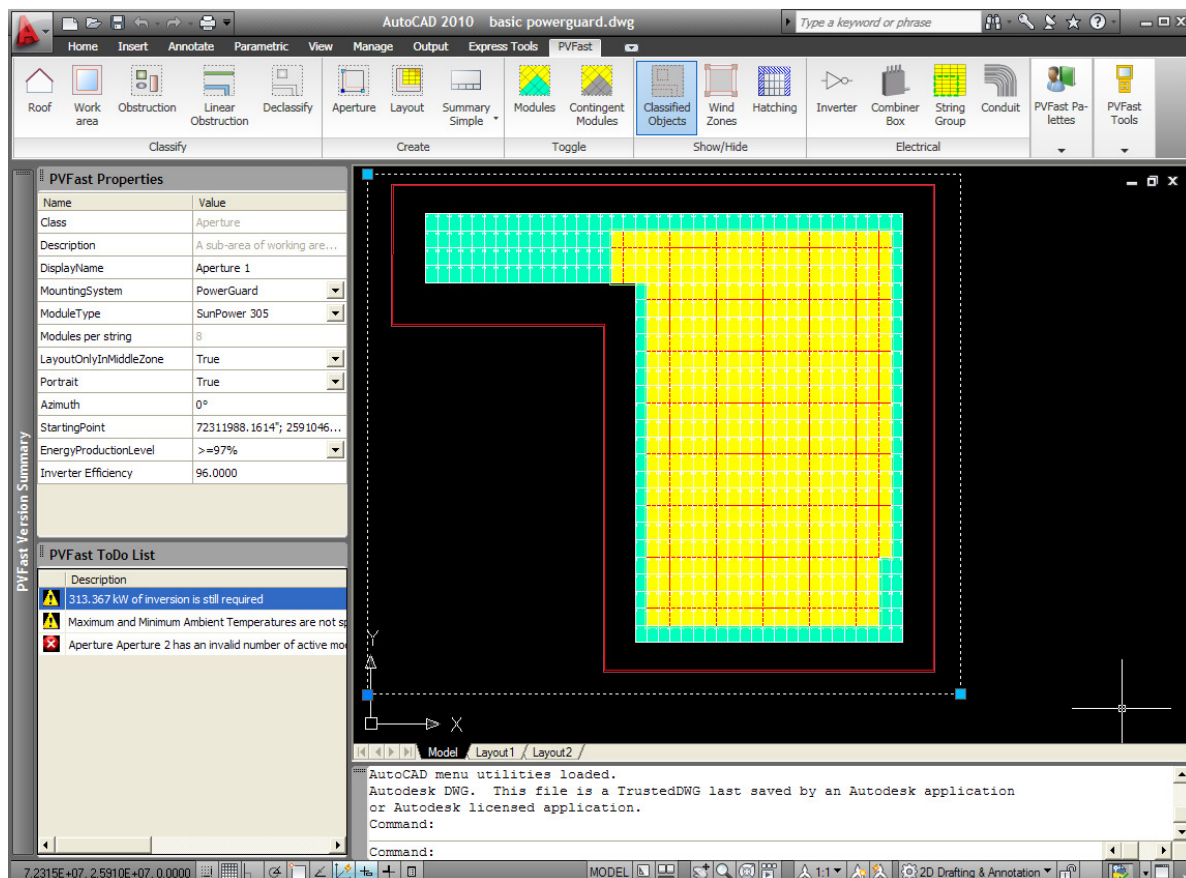 AutoCAD 2010 basic powerguard.dwg
Type a keyword or phrase
Home Insert Annotate Parametric View Manage Output Express Tools PVFast
Roof Work area Obstruction Linear Obstruction Declassify Aperture Layout Summary Simple Modules Contingent Modules Classified Objects Wind Zones Hatching Inverter Combiner Box String Group Conduit PVFast Pa-lettes PVFast Tools
Classify Create Toggle Show/Hide Electrical
PVFast Version Summary
PVFast Properties
Name Value
Class Aperture
Description A sub-area of working are...
DisplayName Aperture 1
MountingSystem PowerGuard
ModuleType SunPower 305
Modules per string 8
LayoutOnlyInMiddleZone True
Portrait True
Azimuth 0°
StartingPoint 72311988.1614"; 2591046...
EnergyProductionLevel >=97%
Inverter Efficiency 96.0000
PVFast ToDo List
Description
313.367 kW of inversion is still required
Maximum and Minimum Ambient Temperatures are not sp
Aperture Aperture 2 has an invalid number of active mo
Y
X
Model Layout1 Layout2
AutoCAD menu utilities loaded.
Autodesk DWG. This file is a TrustedDWG last saved by an Autodesk application
or Autodesk licensed application.
Command:
Command:
7.2315E+07, 2.5910E+07, 0.0000 MODEL 1:1 2D Drafting & Annotation